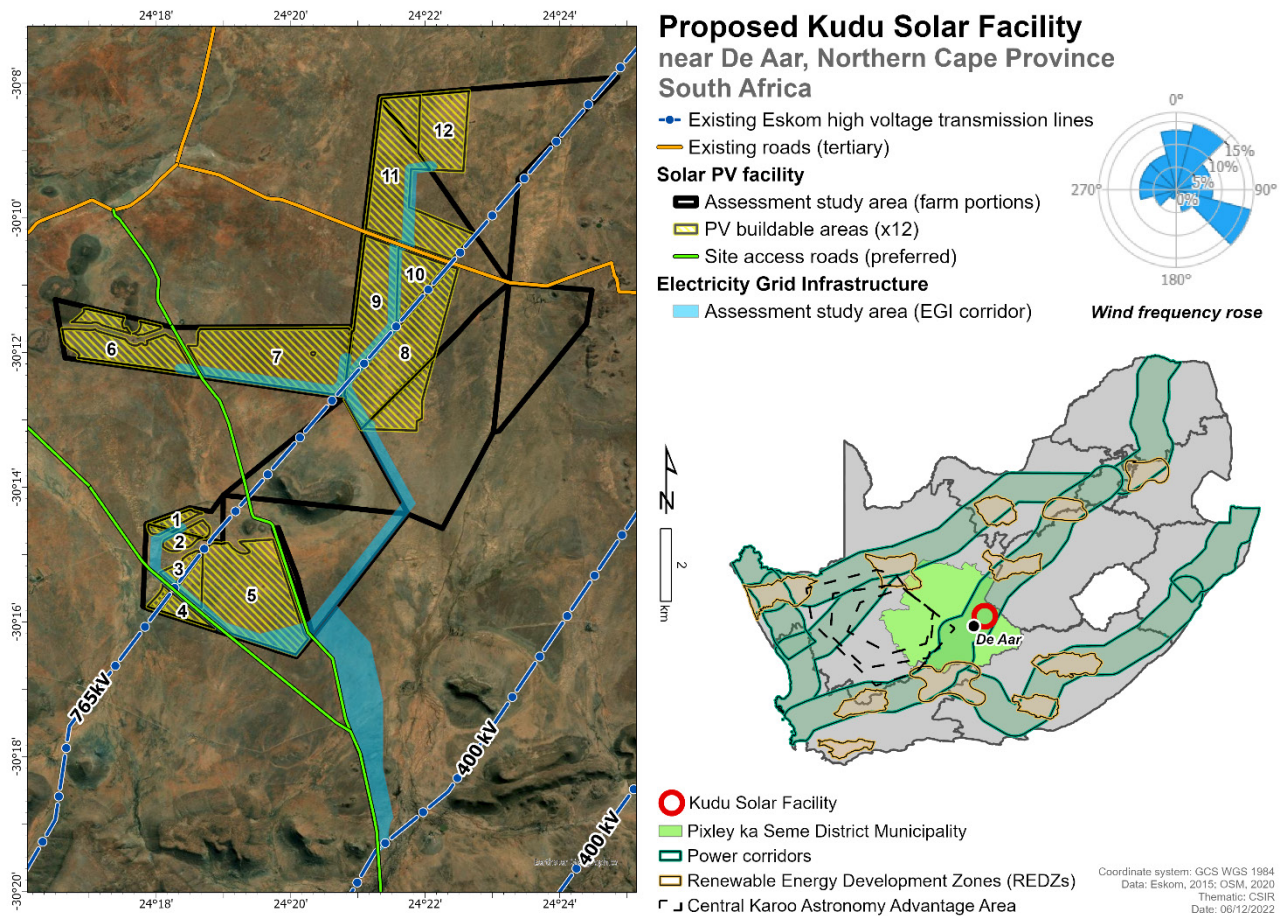 24°18'
24°20'
24°22'
24°24'
-30°8'
-30°10'
-30°12'
-30°14'
-30°16'
-30°18'
-30°20'
12
11
10
9
8
6
7
1
2
3
4
5
765kV
400 kV
400 kV
24°18'
24°20'
24°22'
24°24'
Proposed Kudu Solar Facility
near De Aar, Northern Cape Province
South Africa
Existing Eskom high voltage transmission lines
Existing roads (tertiary)
Solar PV facility
Assessment study area (farm portions)
PV buildable areas (x12)
Site access roads (preferred)
Electricity Grid Infrastructure
Assessment study area (EGI corridor)
0°
15%
10%
5%
0%
270°
90°
180°
Wind frequency rose
N
2
km
De Aar
Kudu Solar Facility
Pixley ka Seme District Municipality
Power corridors
Renewable Energy Development Zones (REDZs)
Central Karoo Astronomy Advantage Area
Coordinate system: GCS WGS 1984
Data: Eskom, 2015; OSM, 2020
Thematic: CSIR
Date: 06/12/2022